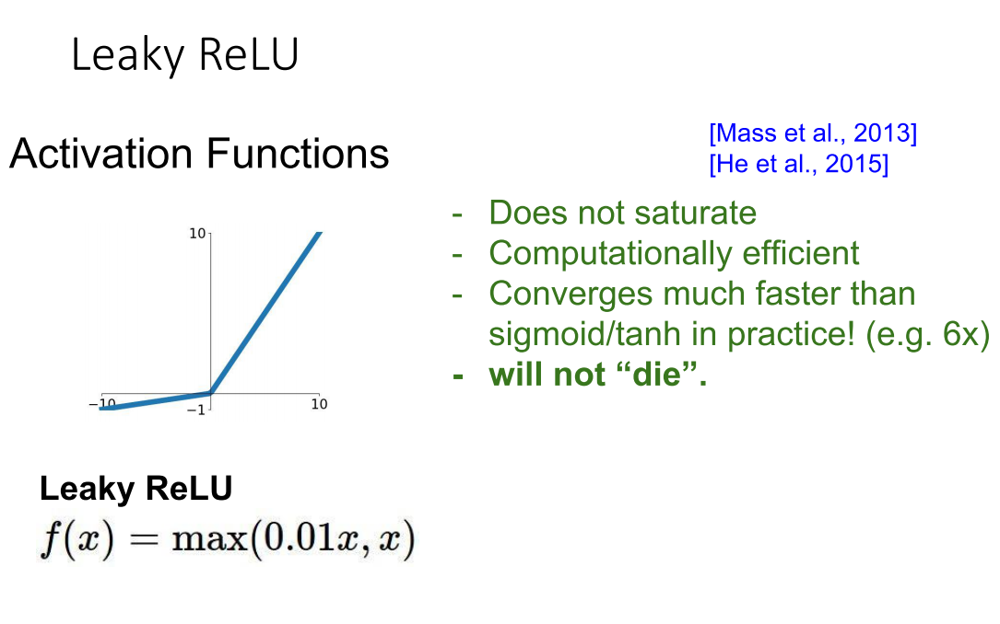 Leaky ReLU
Activation Functions
[Mass et al., 2013]
[He et al., 2015]
- Does not saturate
- Computationally efficient
- Converges much faster than
sigmoid/tanh in practice! (e.g. 6x)
- will not “die”.
10
−10
−1
10
Leaky ReLU
f(x) = max(0.01x, x)